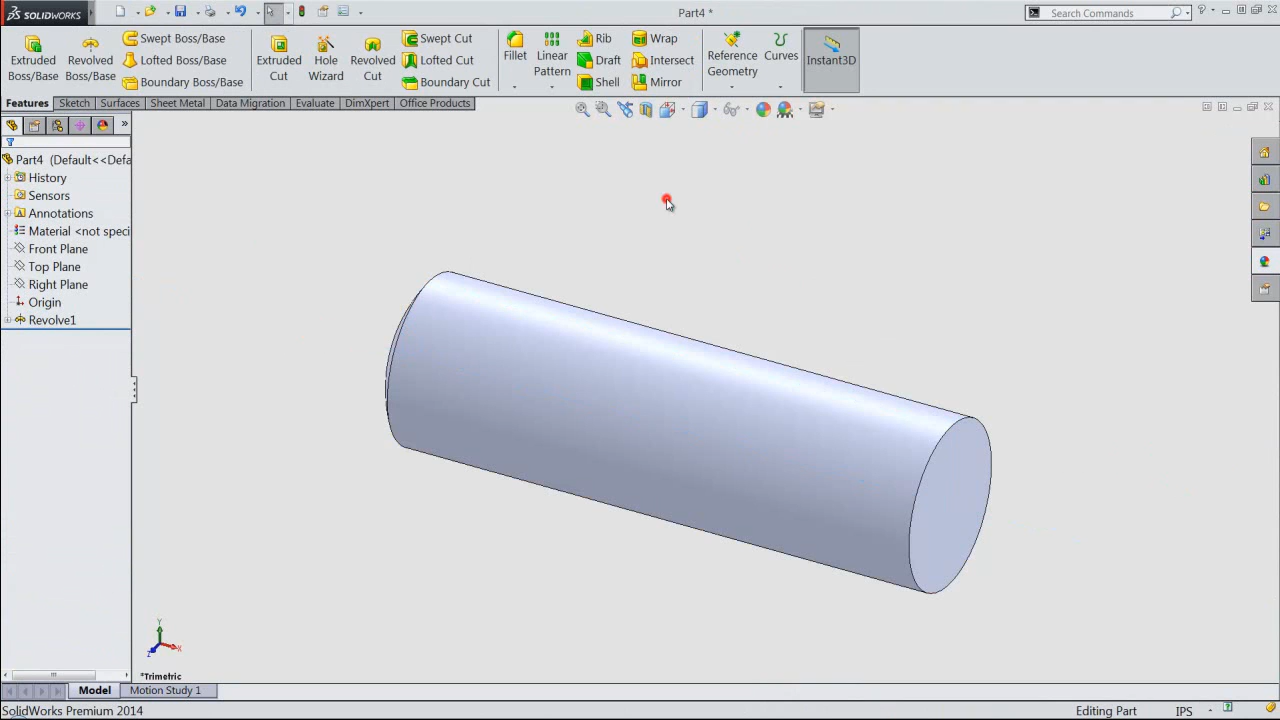 SOLIDWORKS
Part4 *
Search Commands
?
Extruded Boss/Base
Revolved Boss/Base
Swept Boss/Base
Lofted Boss/Base
Boundary Boss/Base
Extruded Cut
Hole Wizard
Revolved Cut
Swept Cut
Lofted Cut
Boundary Cut
Fillet
Linear Pattern
Rib
Draft
Shell
Wrap
Intersect
Mirror
Reference Geometry
Curves
Instant3D
Features Sketch Surfaces Sheet Metal Data Migration Evaluate DimXpert Office Products
Part4 (Default<<Defa
History
Sensors
Annotations
Material <not speci
Front Plane
Top Plane
Right Plane
Origin
Revolve1
Y
X
Z
*Trimetric
Model Motion Study 1
SolidWorks Premium 2014
Editing Part
IPS